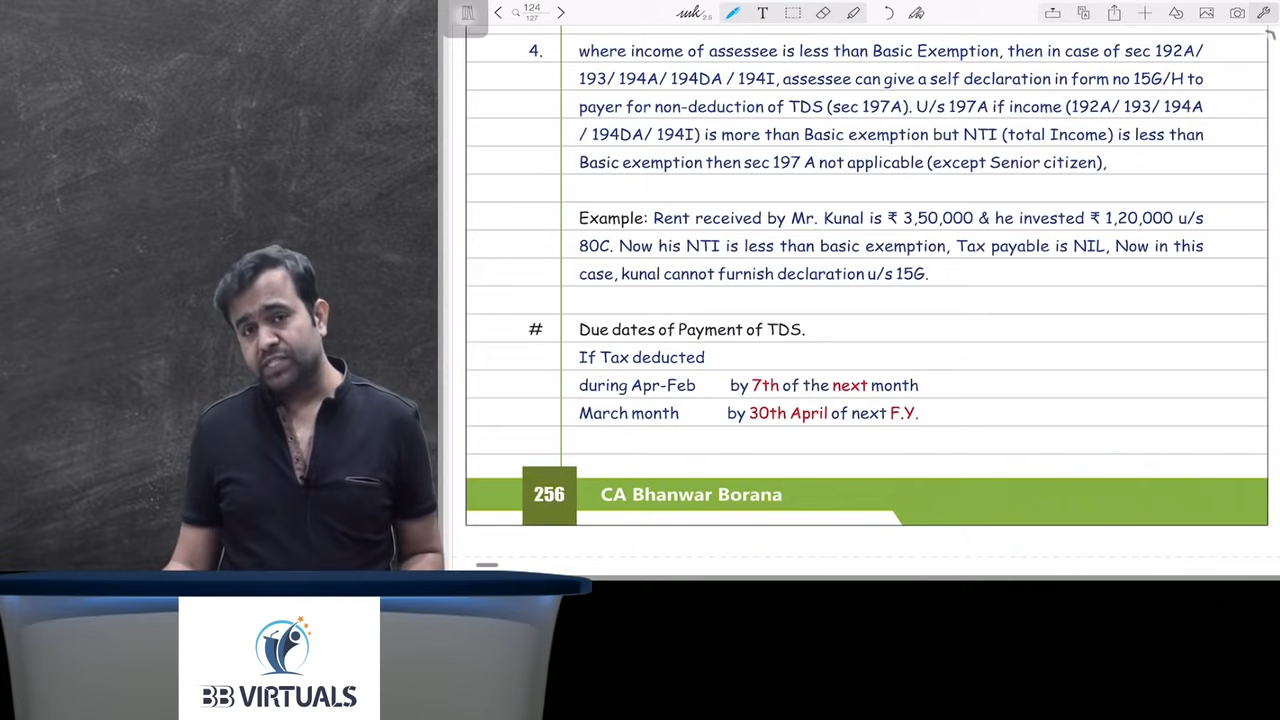 124
127
2.5
T
4. where income of assessee is less than Basic Exemption, then in case of sec 192A/
193/ 194A/ 194DA / 194I, assessee can give a self declaration in form no 15G/H to
payer for non-deduction of TDS (sec 197A). U/s 197A if income (192A/ 193/ 194A
/ 194DA/ 194I) is more than Basic exemption but NTI (total Income) is less than
Basic exemption then sec 197 A not applicable (except Senior citizen),
Example: Rent received by Mr. Kunal is ₹ 3,50,000 & he invested ₹ 1,20,000 u/s
80C. Now his NTI is less than basic exemption, Tax payable is NIL, Now in this
case, kunal cannot furnish declaration u/s 15G.
# Due dates of Payment of TDS.
If Tax deducted
during Apr-Feb by 7th of the next month
March month by 30th April of next F.Y.
256 CA Bhanwar Borana
BB VIRTUALS